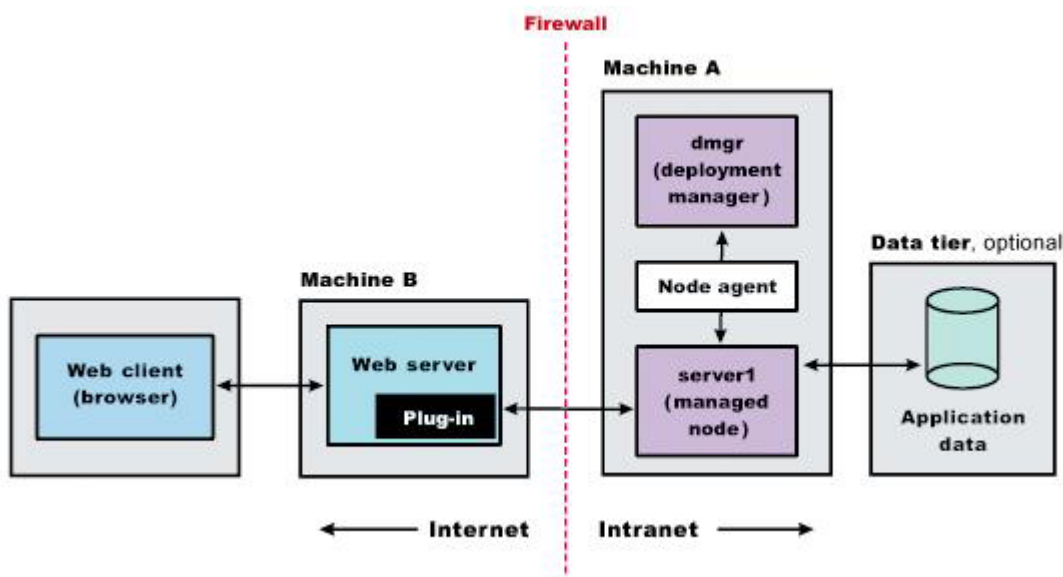 Firewall
Machine A
dmgr
(deployment
manager)
Data tier, optional
Machine B
Node agent
Web client
(browser)
Web server
Plug-in
server1
(managed
node)
Application
data
Internet
Intranet